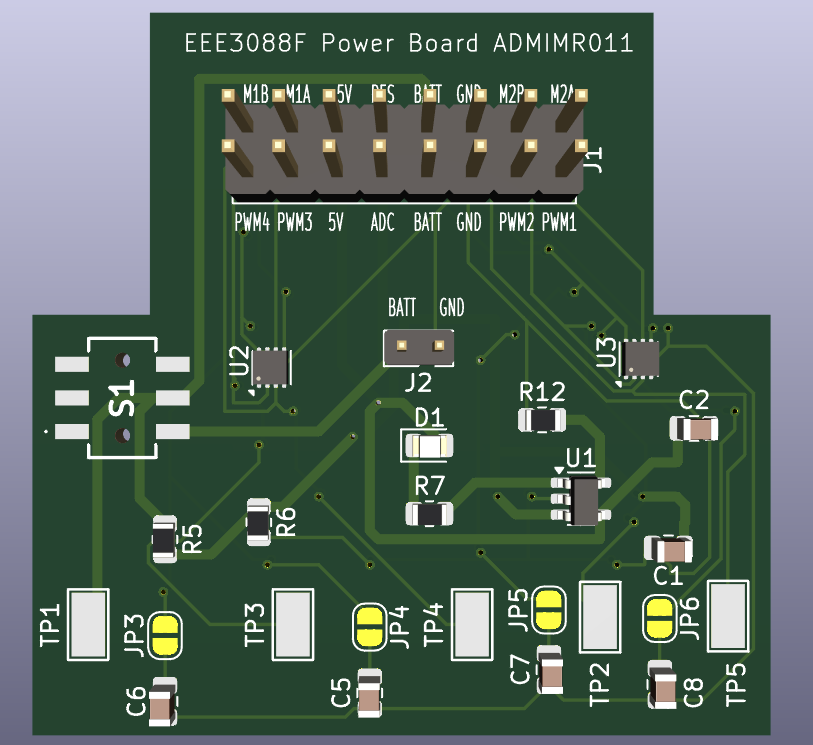 EEE3088F Power Board ADMIMR011
M1B M1A 5V RES BATT GND M2P M2A
J1
PWM4 PWM3 5V ADC BATT GND PWM2 PWM1
BATT GND
U2
U3
J2
S1
R12
C2
D1
U1
R7
R5
R6
C1
TP1
JP3
TP3
JP4
TP4
JP5
TP2
JP6
TP5
C6
C5
C7
C8